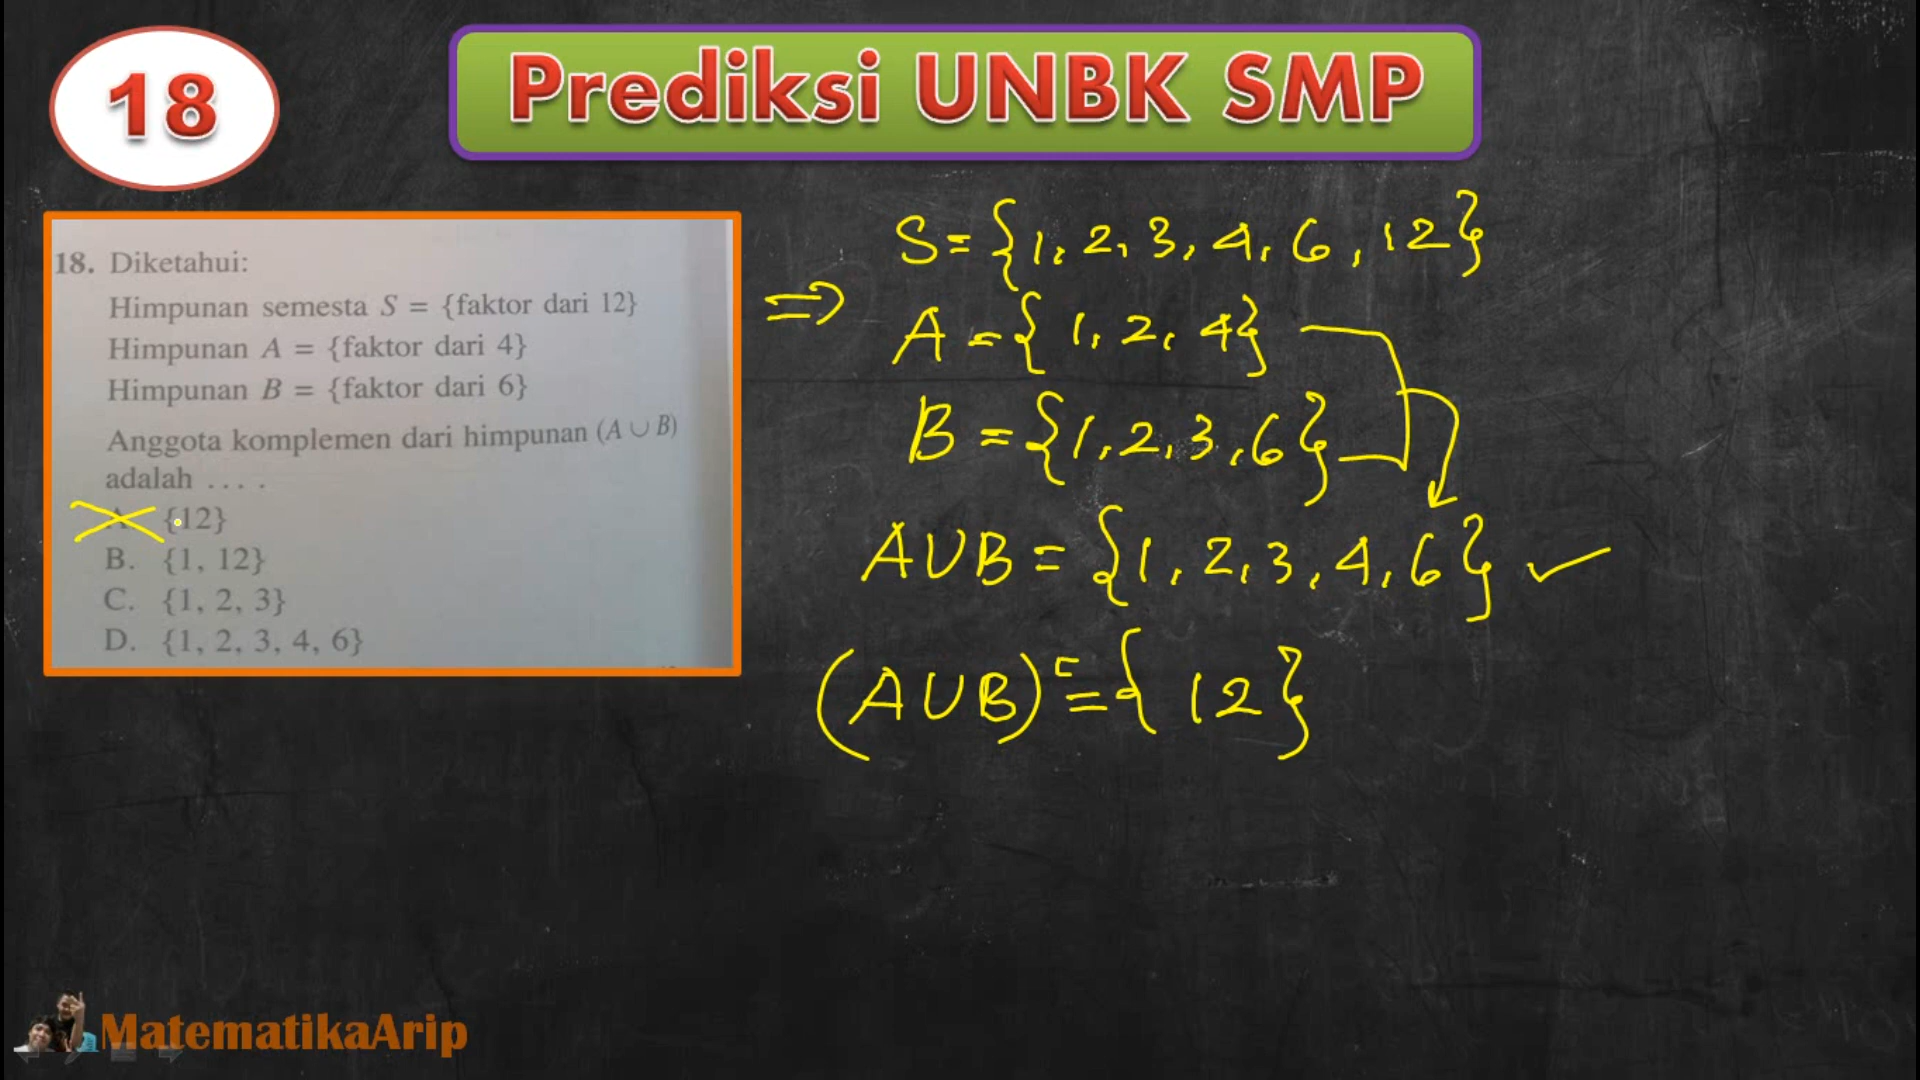 18
Prediksi UNBK SMP
18. Diketahui:
Himpunan semesta S = {faktor dari 12}
Himpunan A = {faktor dari 4}
Himpunan B = {faktor dari 6}
Anggota komplemen dari himpunan (A ∪ B)
adalah . . . .
A. {12}
B. {1, 12}
C. {1, 2, 3}
D. {1, 2, 3, 4, 6}
⇒
S = {1, 2, 3, 4, 6, 12}
A = {1, 2, 4}
B = {1, 2, 3, 6}
A∪B = {1, 2, 3, 4, 6} ✓
(A∪B)ᶜ = {12}
MatematikaArip